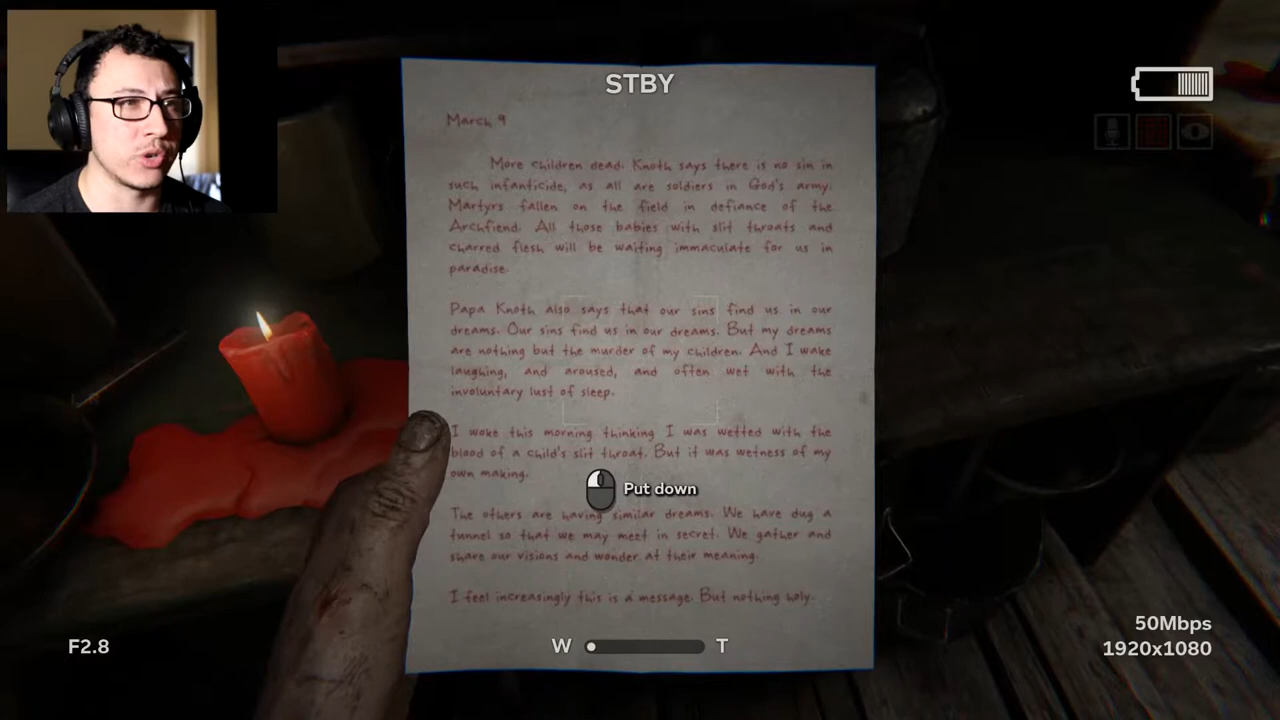 STBY
March 9
More children dead. Knoth says there is no sin in
such infanticide, as all are soldiers in God's army.
Martyrs fallen on the field in defiance of the
Archfiend. All those babies with slit throats and
charred flesh will be waiting immaculate for us in
paradise.
Papa Knoth also says that our sins find us in our
dreams. Our sins find us in our dreams. But my dreams
are nothing but the murder of my children. And I wake
laughing, and aroused, and often wet with the
involuntary lust of sleep.
I woke this morning thinking I was wetted with the
blood of a child's slit throat. But it was wetness of my
own making.
Put down
The others are having similar dreams. We have dug a
tunnel so that we may meet in secret. We gather and
share our visions and wonder at their meaning.
I feel increasingly this is a message. But nothing holy.
F2.8
W T
50Mbps
1920x1080